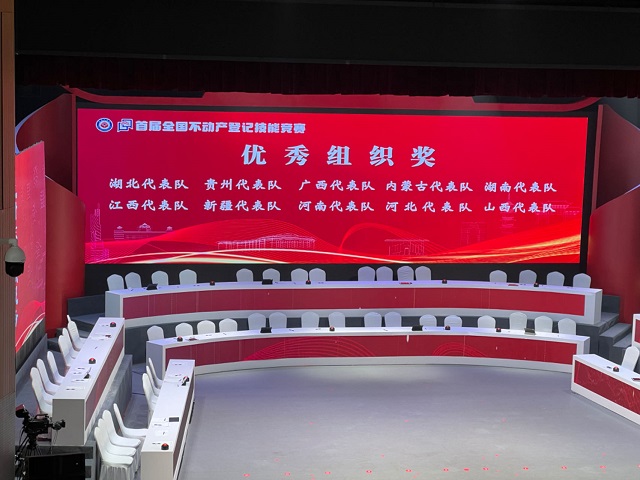 首届全国不动产登记技能竞赛
优秀组织奖
湖北代表队 贵州代表队 广西代表队 内蒙古代表队 湖南代表队
江西代表队 新疆代表队 河南代表队 河北代表队 山西代表队